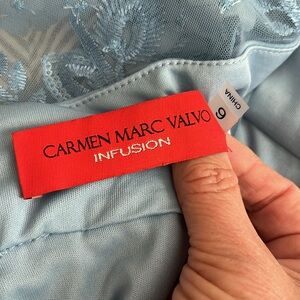 CARMEN MARC VALVO
INFUSION
6
CHINA